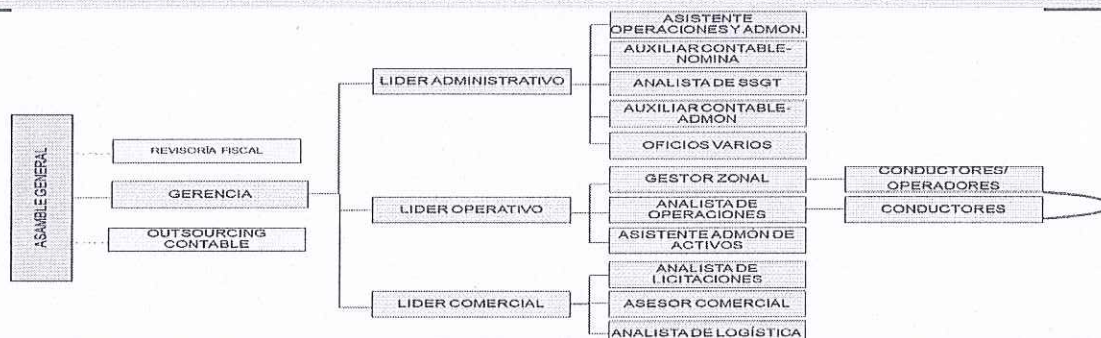 ASAMBLE GENERAL
REVISORÍA FISCAL
GERENCIA
OUTSOURCING
CONTABLE
LIDER ADMINISTRATIVO
LIDER OPERATIVO
LIDER COMERCIAL
ASISTENTE
OPERACIONES Y ADMON.
AUXILIAR CONTABLE-
NOMINA
ANALISTA DE SSGT
AUXILIAR CONTABLE-
ADMON
OFICIOS VARIOS
GESTOR ZONAL
ANALISTA DE
OPERACIONES
ASISTENTE ADMON DE
ACTIVOS
ANALISTA DE
LICITACIONES
ASESOR COMERCIAL
ANALISTA DE LOGÍSTICA
CONDUCTORES/
OPERADORES
CONDUCTORES